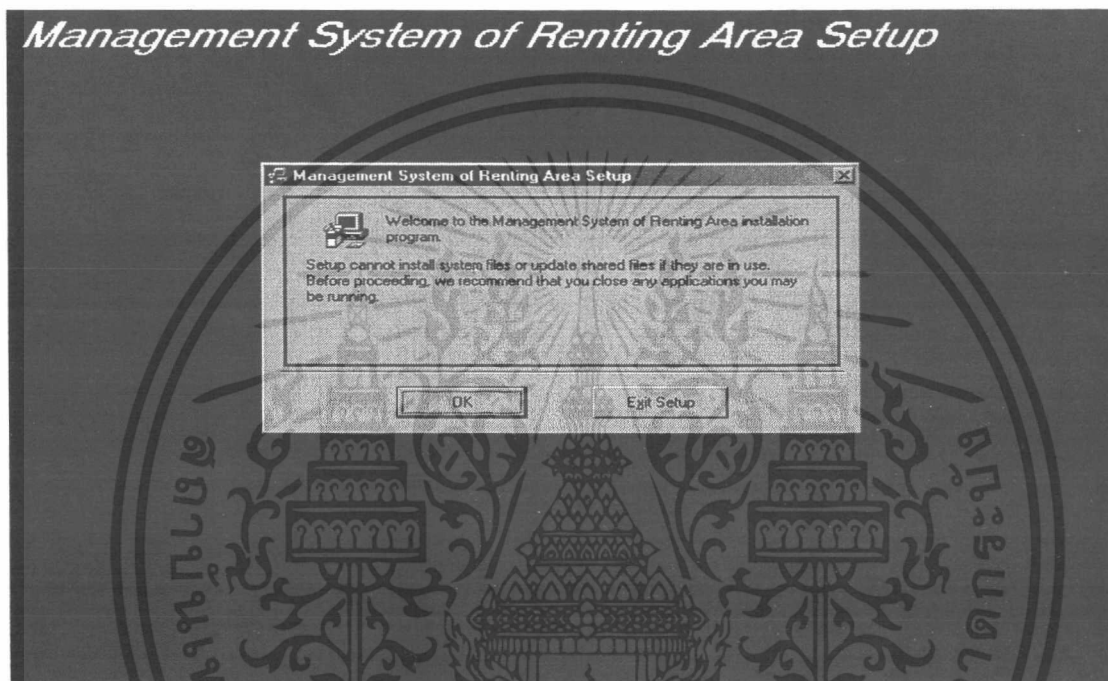 Management System of Renting Area Setup
Management System of Renting Area Setup
Welcome to the Management System of Renting Area installation
program.
Setup cannot install system files or update shared files if they are in use.
Before proceeding, we recommend that you close any applications you may
be running.
OK
Exit Setup